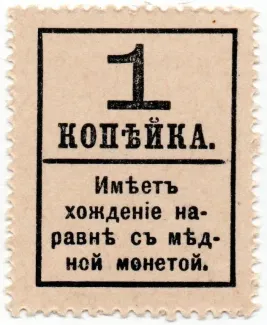 1
КОПѢЙКА.
Имѣетъ
хожденіе на-
равнѣ съ мѣд-
ной монетой.